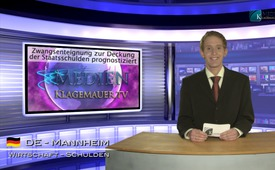 Zwangsenteignung zur Deckung
der Staatsschulden prognostiziert
MEDIEN
KLAGEMAUER.TV
K
DE - MANNHEIM
WIRTSCHAFT - SCHULDEN